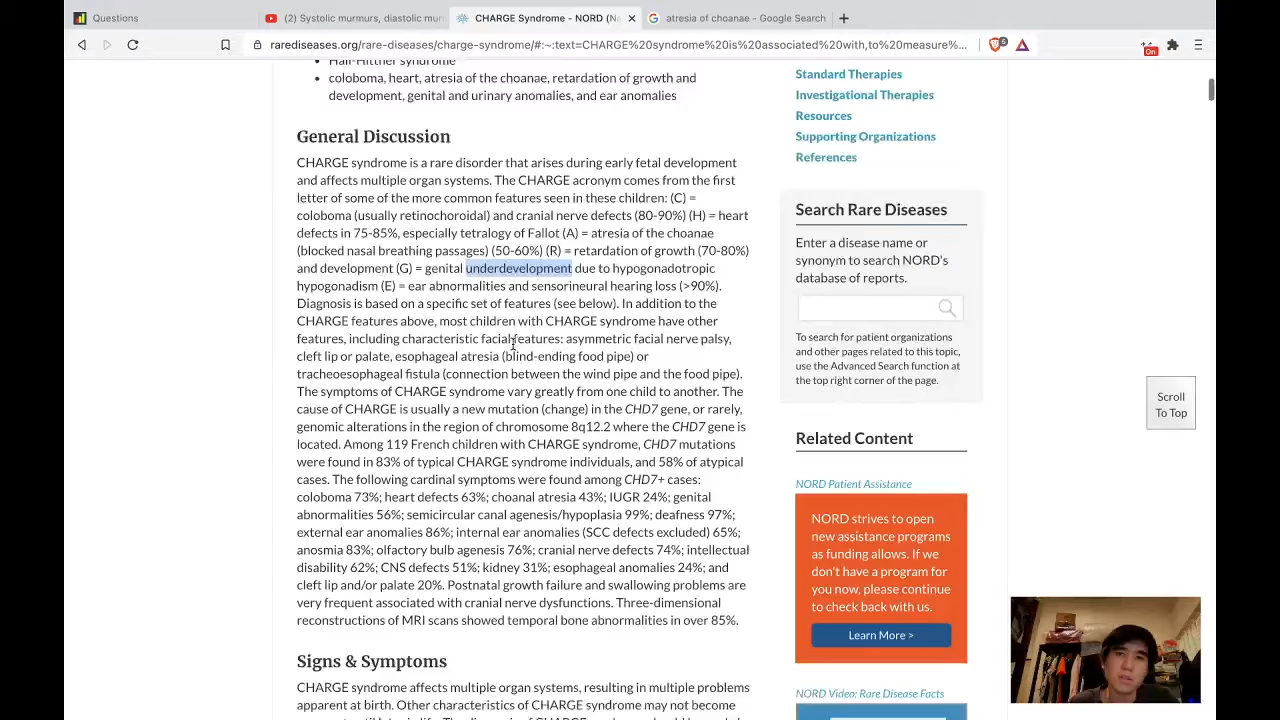 Questions
(2) Systolic murmurs, diastolic mur
CHARGE Syndrome - NORD (Na
atresia of choanae - Google Search
rarediseases.org/rare-diseases/charge-syndrome/#:~:text=CHARGE%20syndrome%20is%20associated%20with,to%20measure%...
6
On
Hall-Hittner syndrome
coloboma, heart, atresia of the choanae, retardation of growth and
development, genital and urinary anomalies, and ear anomalies
General Discussion
CHARGE syndrome is a rare disorder that arises during early fetal development
and affects multiple organ systems. The CHARGE acronym comes from the first
letter of some of the more common features seen in these children: (C) =
coloboma (usually retinochoroidal) and cranial nerve defects (80-90%) (H) = heart
defects in 75-85%, especially tetralogy of Fallot (A) = atresia of the choanae
(blocked nasal breathing passages) (50-60%) (R) = retardation of growth (70-80%)
and development (G) = genital underdevelopment due to hypogonadotropic
hypogonadism (E) = ear abnormalities and sensorineural hearing loss (>90%).
Diagnosis is based on a specific set of features (see below). In addition to the
CHARGE features above, most children with CHARGE syndrome have other
features, including characteristic facial features: asymmetric facial nerve palsy,
cleft lip or palate, esophageal atresia (blind-ending food pipe) or
tracheoesophageal fistula (connection between the wind pipe and the food pipe).
The symptoms of CHARGE syndrome vary greatly from one child to another. The
cause of CHARGE is usually a new mutation (change) in the CHD7 gene, or rarely,
genomic alterations in the region of chromosome 8q12.2 where the CHD7 gene is
located. Among 119 French children with CHARGE syndrome, CHD7 mutations
were found in 83% of typical CHARGE syndrome individuals, and 58% of atypical
cases. The following cardinal symptoms were found among CHD7+ cases:
coloboma 73%; heart defects 63%; choanal atresia 43%; IUGR 24%; genital
abnormalities 56%; semicircular canal agenesis/hypoplasia 99%; deafness 97%;
external ear anomalies 86%; internal ear anomalies (SCC defects excluded) 65%;
anosmia 83%; olfactory bulb agenesis 76%; cranial nerve defects 74%; intellectual
disability 62%; CNS defects 51%; kidney 31%; esophageal anomalies 24%; and
cleft lip and/or palate 20%. Postnatal growth failure and swallowing problems are
very frequent associated with cranial nerve dysfunctions. Three-dimensional
reconstructions of MRI scans showed temporal bone abnormalities in over 85%.
Signs & Symptoms
CHARGE syndrome affects multiple organ systems, resulting in multiple problems
apparent at birth. Other characteristics of CHARGE syndrome may not become
Standard Therapies
Investigational Therapies
Resources
Supporting Organizations
References
Search Rare Diseases
Enter a disease name or
synonym to search NORD's
database of reports.
To search for patient organizations
and other pages related to this topic,
use the Advanced Search function at
the top right corner of the page.
Related Content
NORD Patient Assistance
NORD strives to open
new assistance programs
as funding allows. If we
don't have a program for
you now, please continue
to check back with us.
Learn More >
NORD Video: Rare Disease Facts
Scroll
To Top